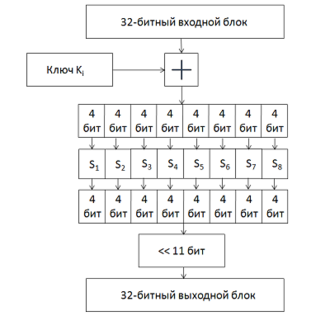 32-битный входной блок
Ключ Ki
+
4 бит 4 бит 4 бит 4 бит 4 бит 4 бит 4 бит 4 бит
S1 S2 S3 S4 S5 S6 S7 S8
4 бит 4 бит 4 бит 4 бит 4 бит 4 бит 4 бит 4 бит
<< 11 бит
32-битный выходной блок